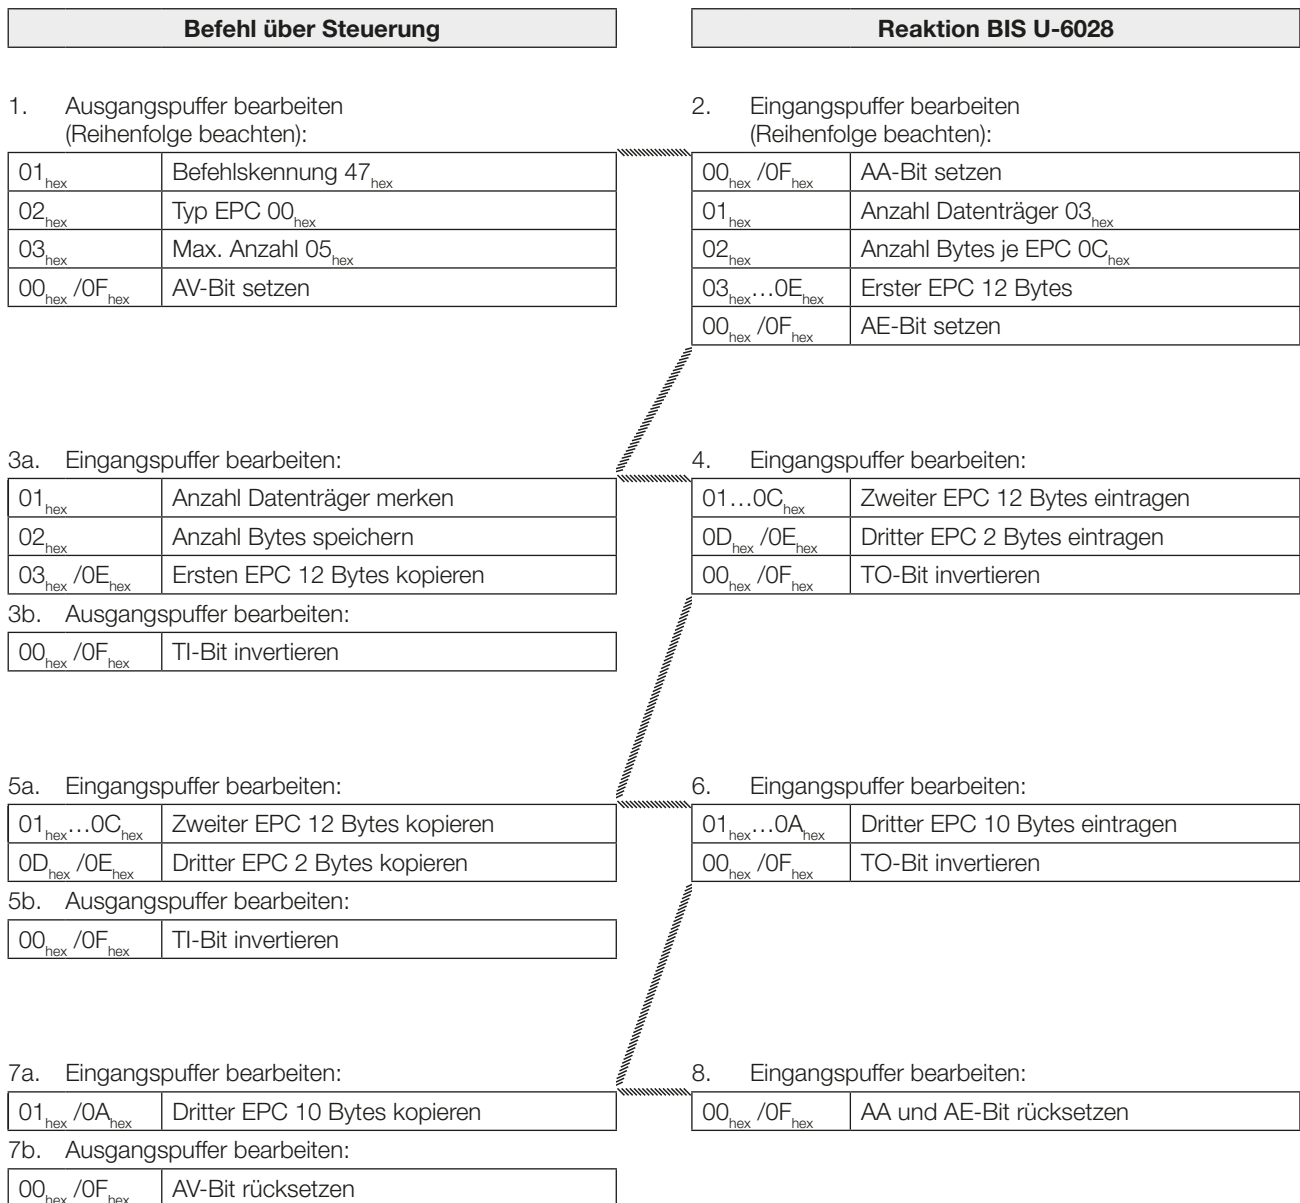 Befehl über Steuerung
Reaktion BIS U-6028
1. Ausgangspuffer bearbeiten
(Reihenfolge beachten):
01hex Befehlskennung 47hex
02hex Typ EPC 00hex
03hex Max. Anzahl 05hex
00hex /0Fhex AV-Bit setzen
2. Eingangspuffer bearbeiten
(Reihenfolge beachten):
00hex /0Fhex AA-Bit setzen
01hex Anzahl Datenträger 03hex
02hex Anzahl Bytes je EPC 0Chex
03hex…0Ehex Erster EPC 12 Bytes
00hex /0Fhex AE-Bit setzen
3a. Eingangspuffer bearbeiten:
01hex Anzahl Datenträger merken
02hex Anzahl Bytes speichern
03hex /0Ehex Ersten EPC 12 Bytes kopieren
3b. Ausgangspuffer bearbeiten:
00hex /0Fhex TI-Bit invertieren
4. Eingangspuffer bearbeiten:
01…0Chex Zweiter EPC 12 Bytes eintragen
0Dhex /0Ehex Dritter EPC 2 Bytes eintragen
00hex /0Fhex TO-Bit invertieren
5a. Eingangspuffer bearbeiten:
01hex…0Chex Zweiter EPC 12 Bytes kopieren
0Dhex /0Ehex Dritter EPC 2 Bytes kopieren
5b. Ausgangspuffer bearbeiten:
00hex /0Fhex TI-Bit invertieren
6. Eingangspuffer bearbeiten:
01hex…0Ahex Dritter EPC 10 Bytes eintragen
00hex /0Fhex TO-Bit invertieren
7a. Eingangspuffer bearbeiten:
01hex /0Ahex Dritter EPC 10 Bytes kopieren
7b. Ausgangspuffer bearbeiten:
00hex /0Fhex AV-Bit rücksetzen
8. Eingangspuffer bearbeiten:
00hex /0Fhex AA und AE-Bit rücksetzen